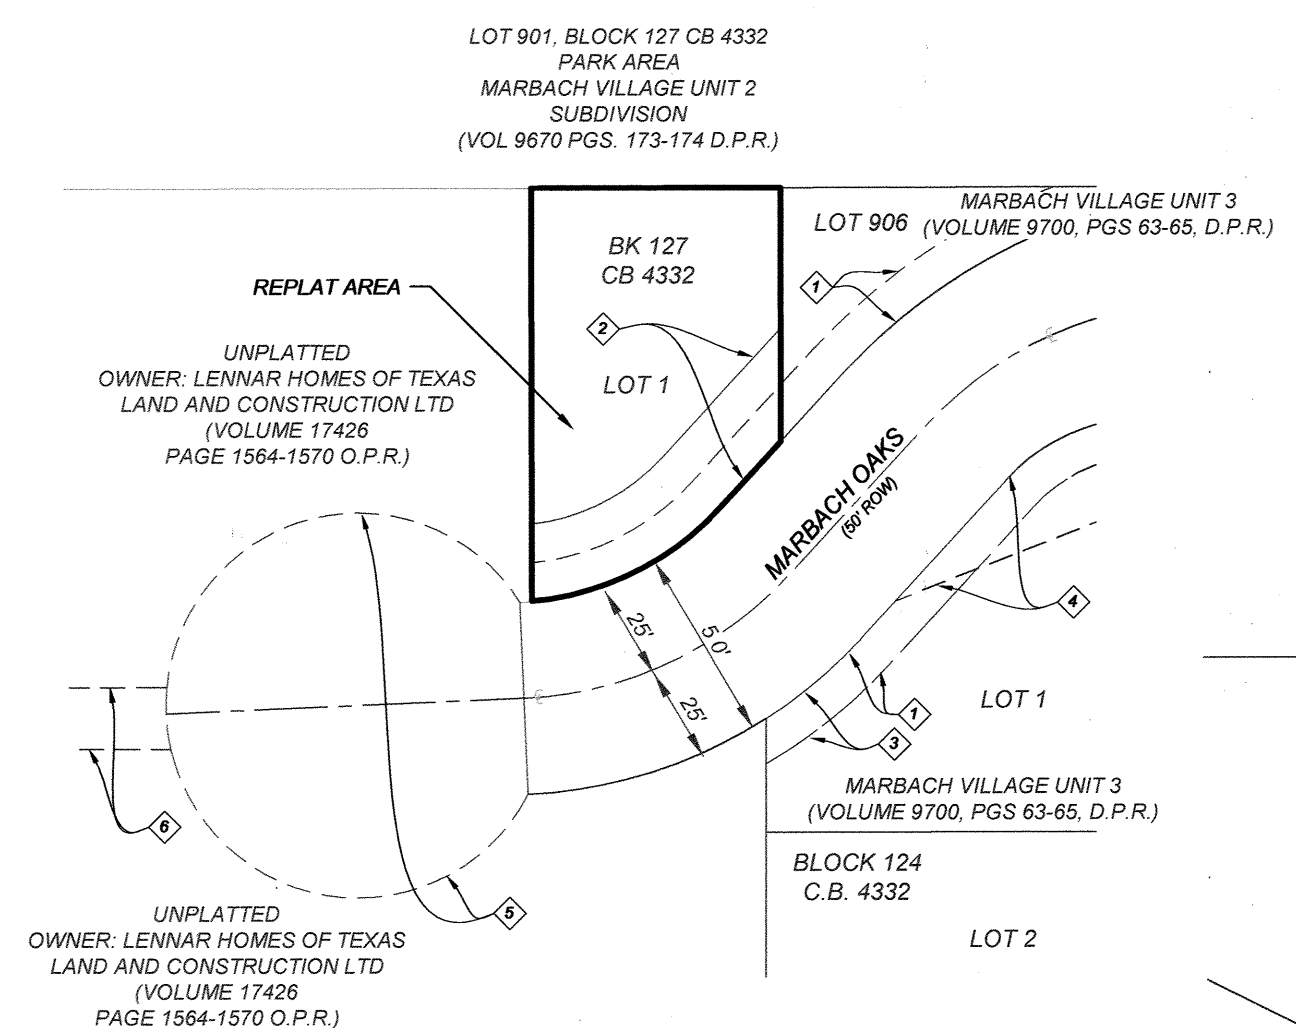 LOT 901, BLOCK 127 CB 4332
PARK AREA
MARBACH VILLAGE UNIT 2
SUBDIVISION
(VOL 9670 PGS. 173-174 D.P.R.)
MARBACH VILLAGE UNIT 3
(VOLUME 9700, PGS 63-65, D.P.R.)
LOT 906
BK 127
CB 4332
REPLAT AREA
1
2
LOT 1
UNPLATTED
OWNER: LENNAR HOMES OF TEXAS
LAND AND CONSTRUCTION LTD
(VOLUME 17426
PAGE 1564-1570 O.P.R.)
MARBACH OAKS
(50' ROW)
4
25'
50'
25'
LOT 1
1
3
MARBACH VILLAGE UNIT 3
(VOLUME 9700, PGS 63-65, D.P.R.)
6
BLOCK 124
C.B. 4332
5
LOT 2
UNPLATTED
OWNER: LENNAR HOMES OF TEXAS
LAND AND CONSTRUCTION LTD
(VOLUME 17426
PAGE 1564-1570 O.P.R.)